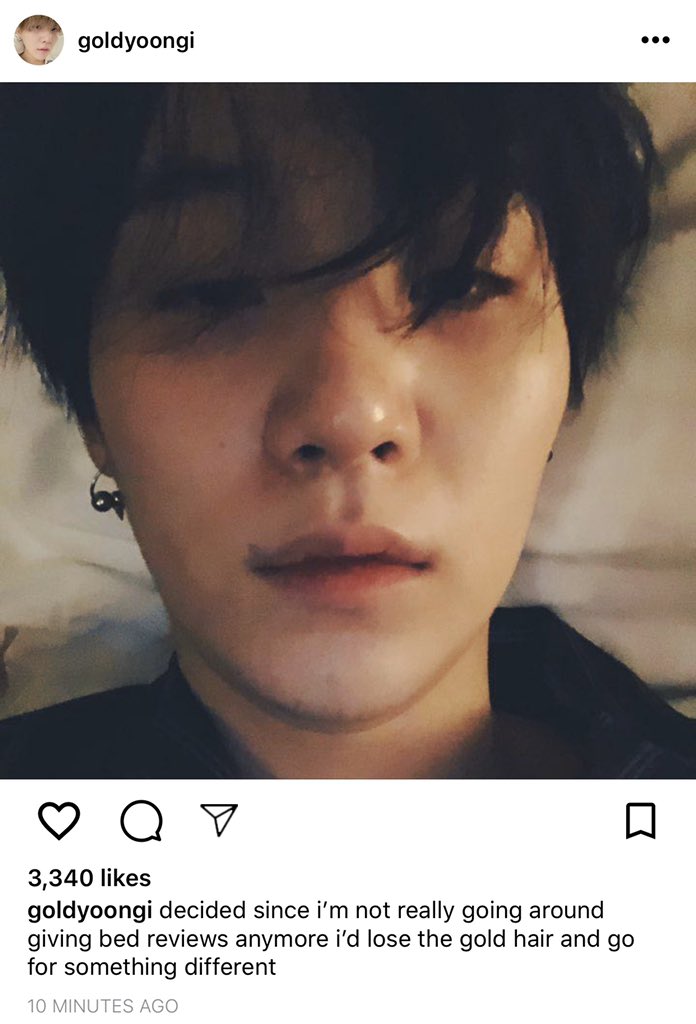 goldyoongi
3,340 likes
goldyoongi decided since i’m not really going around
giving bed reviews anymore i’d lose the gold hair and go
for something different
10 MINUTES AGO